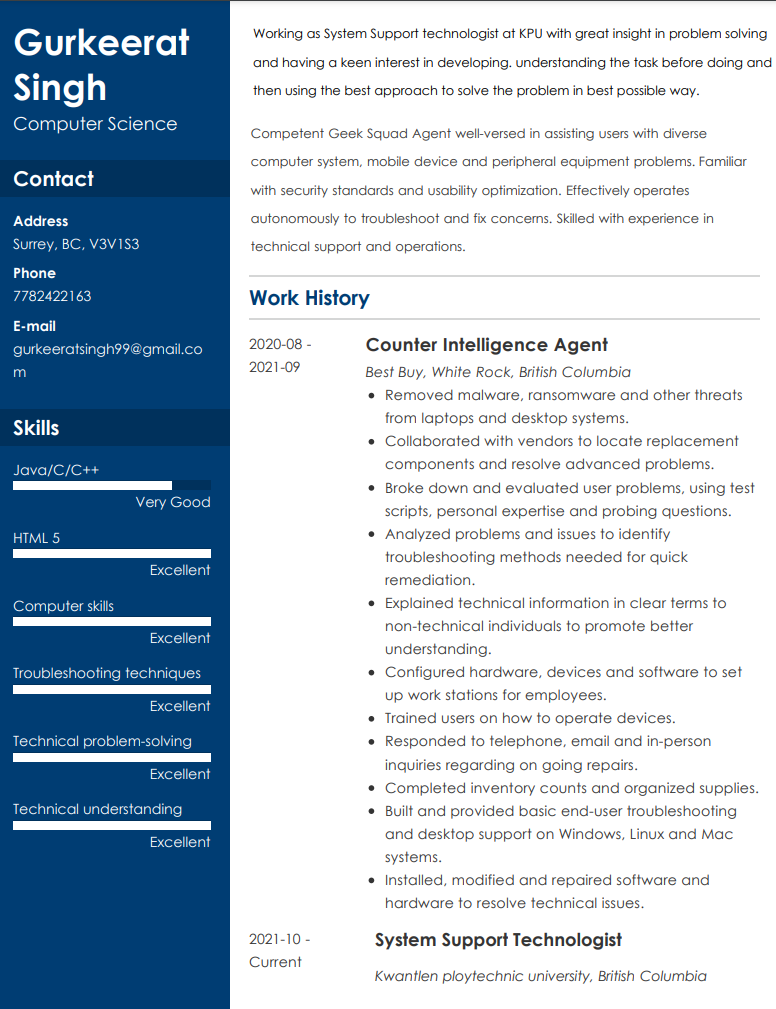 Gurkeerat
Singh
Computer Science
Contact
Address
Surrey, BC, V3V1S3
Phone
7782422163
E-mail
gurkeeratsingh99@gmail.co
m
Skills
Java/C/C++
Very Good
HTML 5
Excellent
Computer skills
Excellent
Troubleshooting techniques
Excellent
Technical problem-solving
Excellent
Technical understanding
Excellent
Working as System Support technologist at KPU with great insight in problem solving
and having a keen interest in developing. understanding the task before doing and
then using the best approach to solve the problem in best possible way.
Competent Geek Squad Agent well-versed in assisting users with diverse
computer system, mobile device and peripheral equipment problems. Familiar
with security standards and usability optimization. Effectively operates
autonomously to troubleshoot and fix concerns. Skilled with experience in
technical support and operations.
Work History
2020-08 -
2021-09
Counter Intelligence Agent
Best Buy, White Rock, British Columbia
• Removed malware, ransomware and other threats
from laptops and desktop systems.
• Collaborated with vendors to locate replacement
components and resolve advanced problems.
• Broke down and evaluated user problems, using test
scripts, personal expertise and probing questions.
• Analyzed problems and issues to identify
troubleshooting methods needed for quick
remediation.
• Explained technical information in clear terms to
non-technical individuals to promote better
understanding.
• Configured hardware, devices and software to set
up work stations for employees.
• Trained users on how to operate devices.
• Responded to telephone, email and in-person
inquiries regarding on going repairs.
• Completed inventory counts and organized supplies.
• Built and provided basic end-user troubleshooting
and desktop support on Windows, Linux and Mac
systems.
• Installed, modified and repaired software and
hardware to resolve technical issues.
2021-10 -
Current
System Support Technologist
Kwantlen ploytechnic university, British Columbia